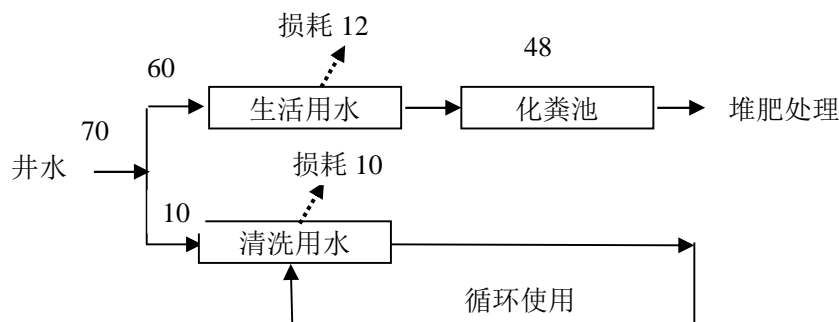 损耗 12
48
60
生活用水
化粪池
堆肥处理
70
井水
损耗 10
10
清洗用水
循环使用